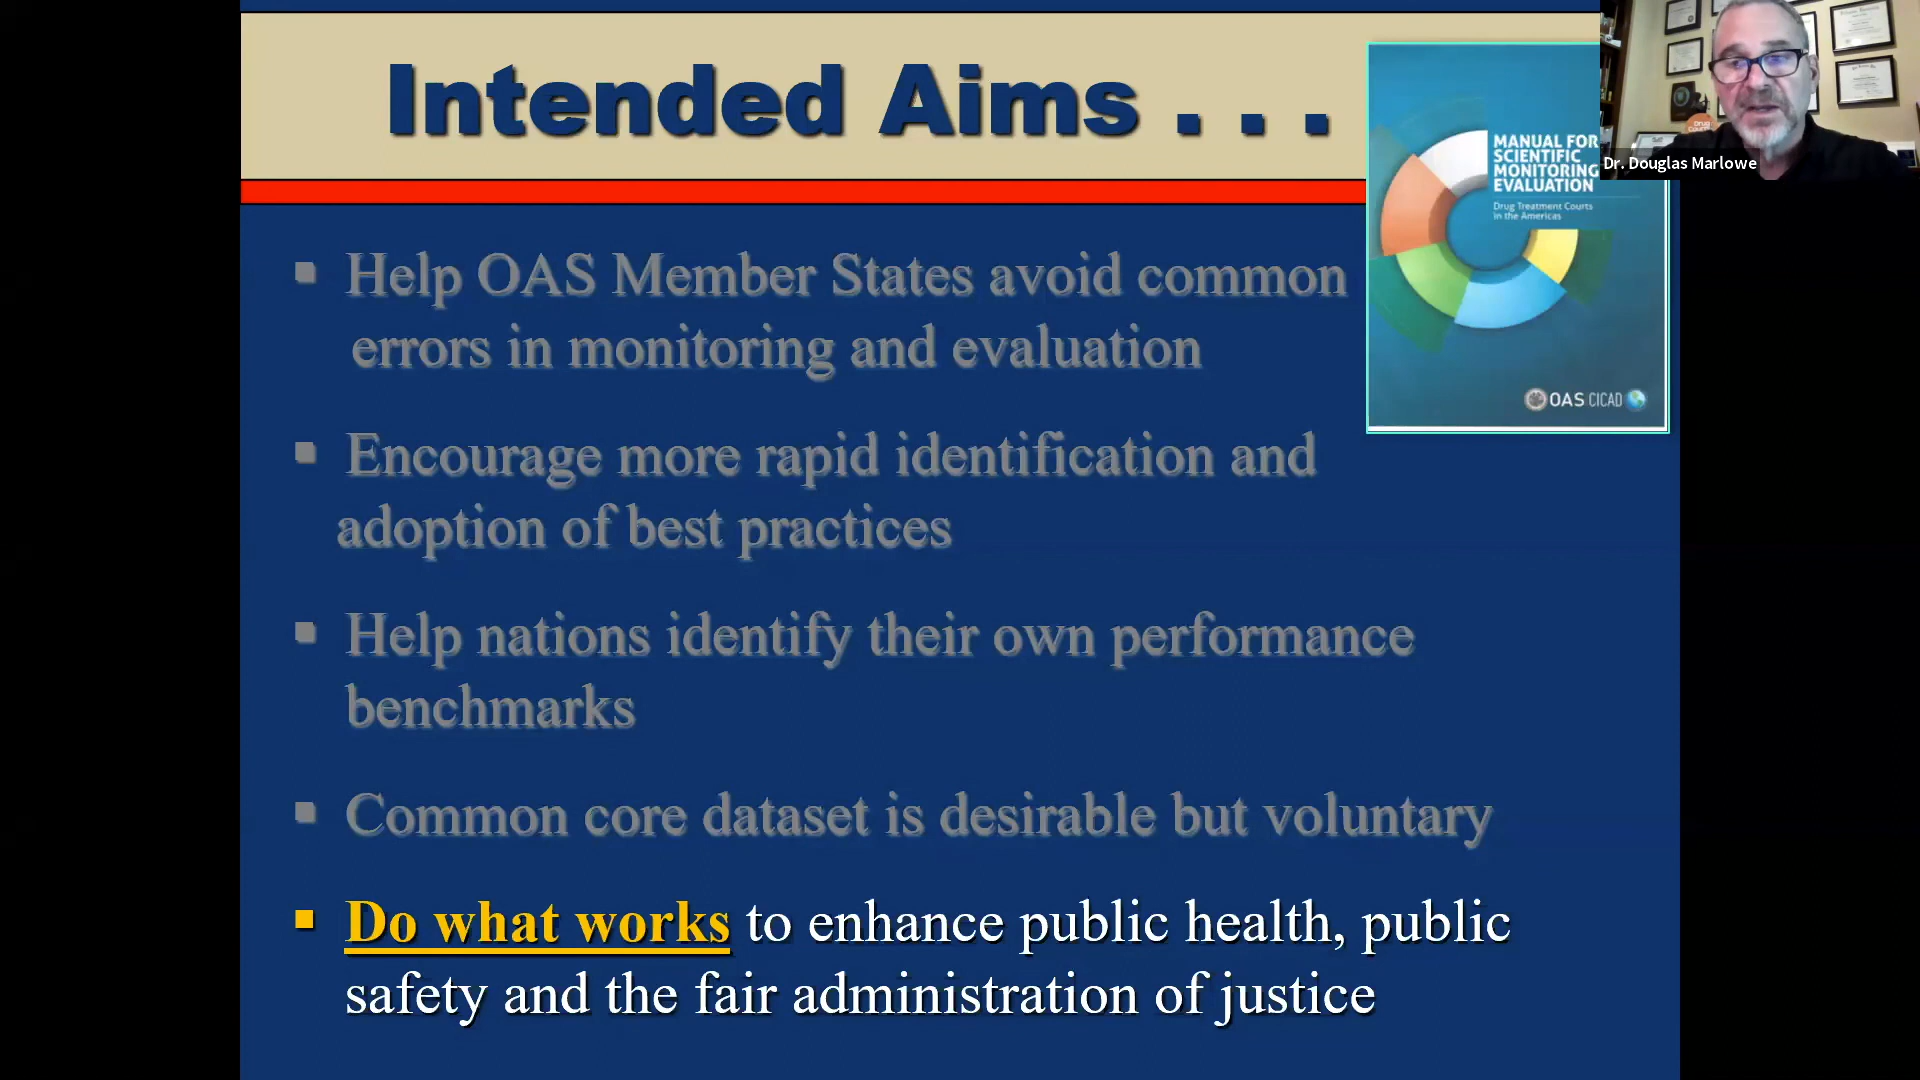 Intended Aims . . .
MANUAL FOR
SCIENTIFIC
MONITORING
EVALUATION
Drug Treatment Courts
in the Americas
OAS CICAD
Dr. Douglas Marlowe
▪ Help OAS Member States avoid common
errors in monitoring and evaluation
▪ Encourage more rapid identification and
adoption of best practices
▪ Help nations identify their own performance
benchmarks
▪ Common core dataset is desirable but voluntary
▪ Do what works to enhance public health, public
safety and the fair administration of justice